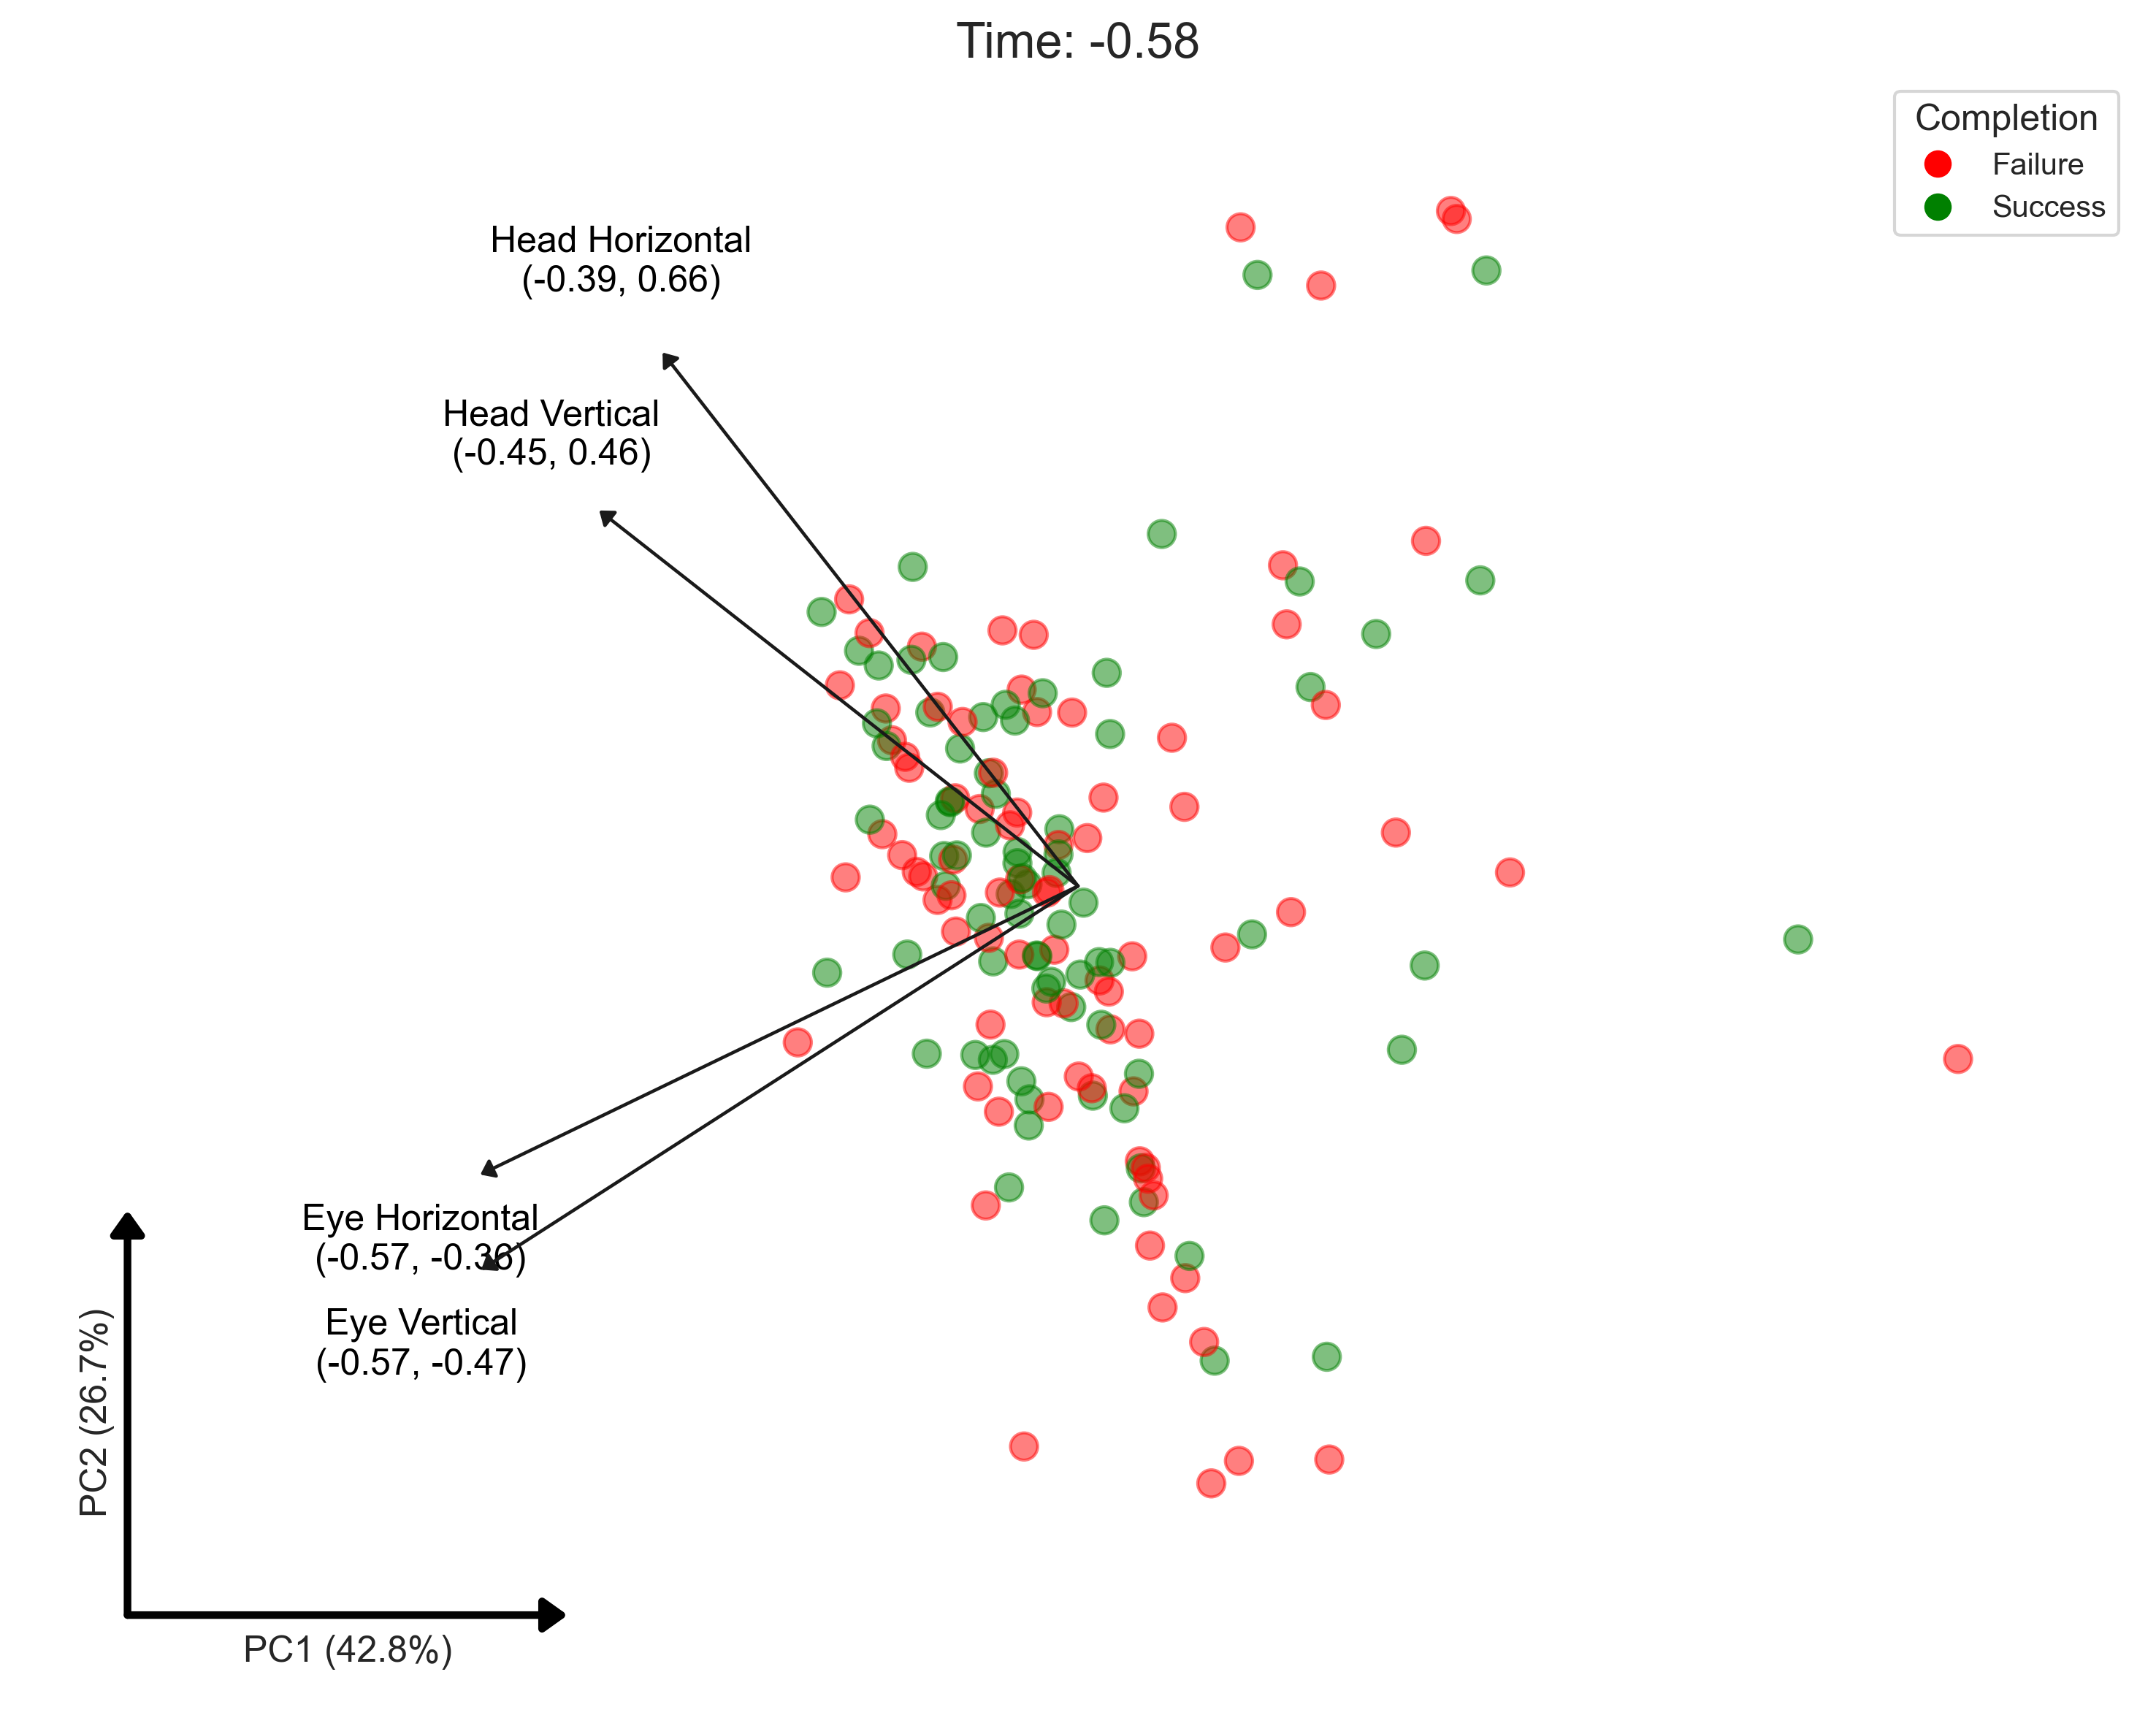 Time: -0.58
Completion
Failure
Success
Head Horizontal
(-0.39, 0.66)
Head Vertical
(-0.45, 0.46)
Eye Horizontal
(-0.57, -0.36)
Eye Vertical
(-0.57, -0.47)
PC2 (26.7%)
PC1 (42.8%)